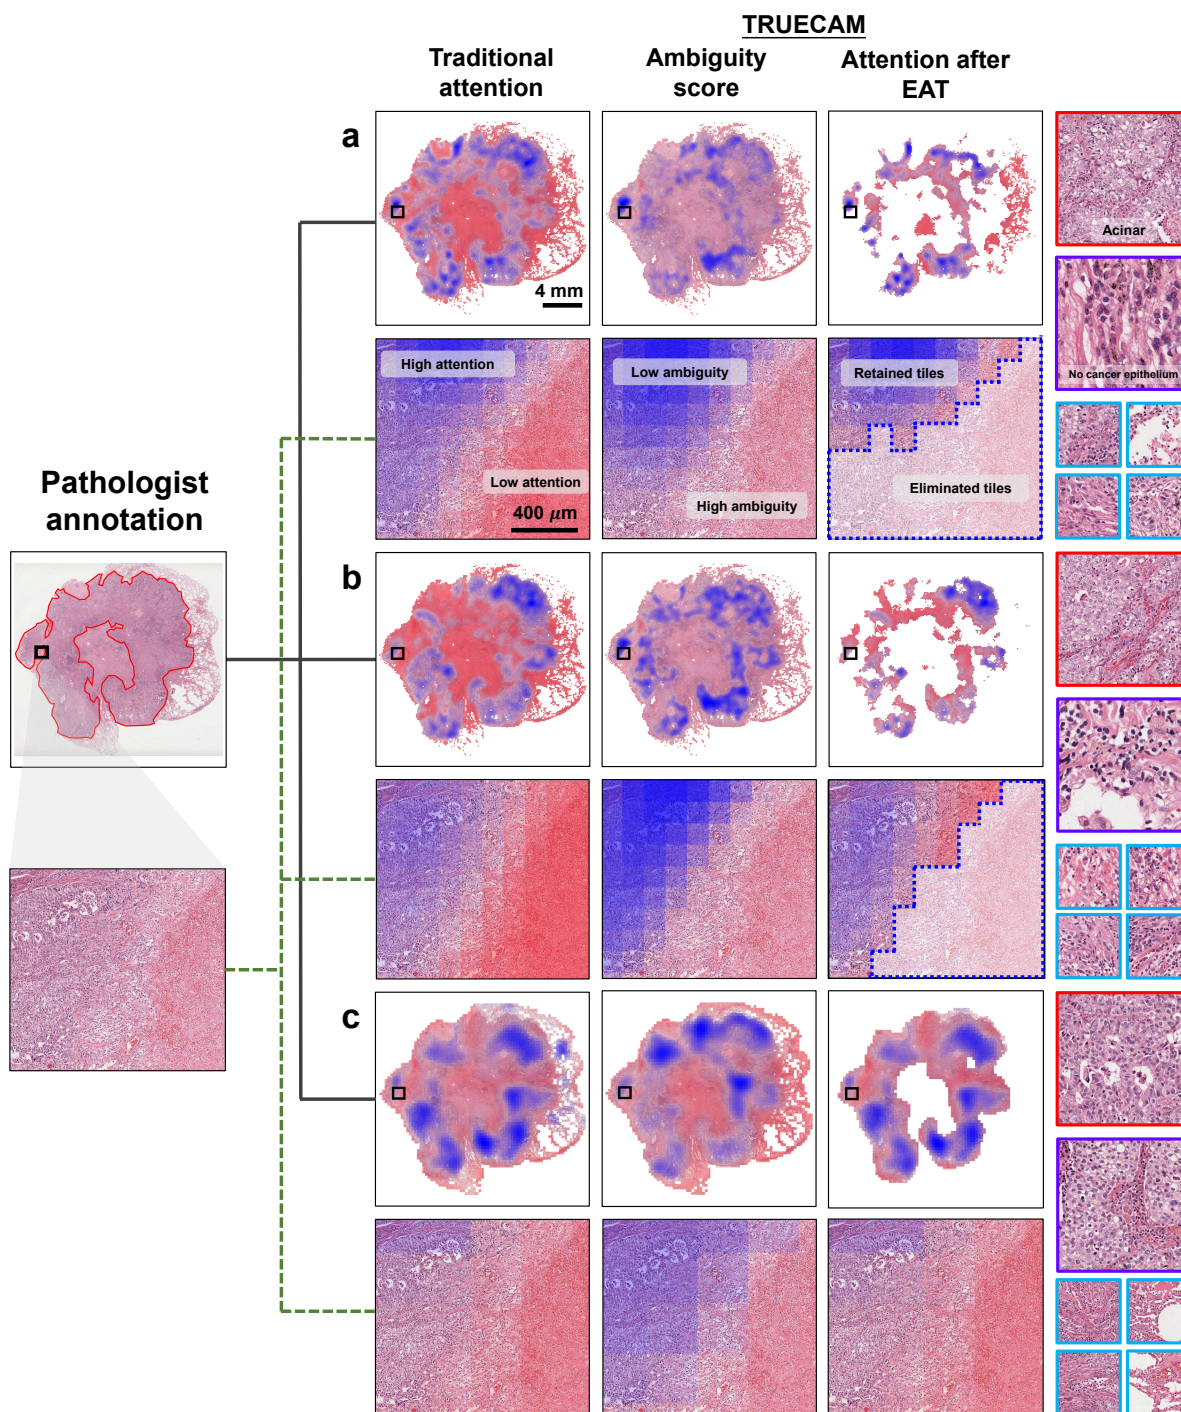 TRUECAM
Traditional
attention
Ambiguity
score
Attention after
EAT
a
4 mm
Acinar
No cancer epithelium
High attention
Low attention
400 μm
Low ambiguity
High ambiguity
Retained tiles
Eliminated tiles
Pathologist
annotation
b
c